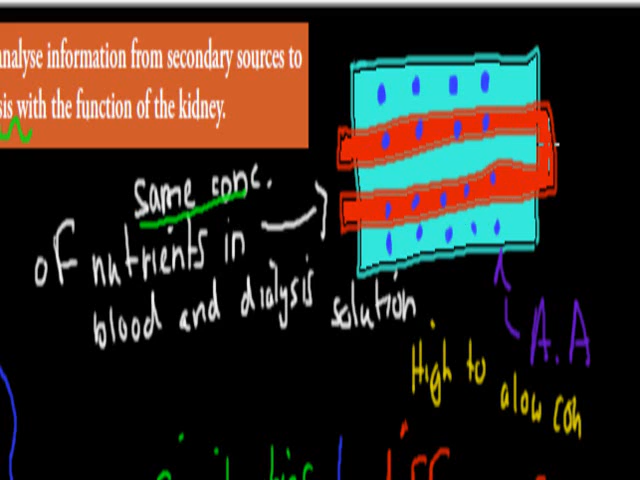 analyse information from secondary sources to
sis with the function of the kidney.
same conc.
of nutrients in
blood and dialysis solution
A.A
High to
alow con